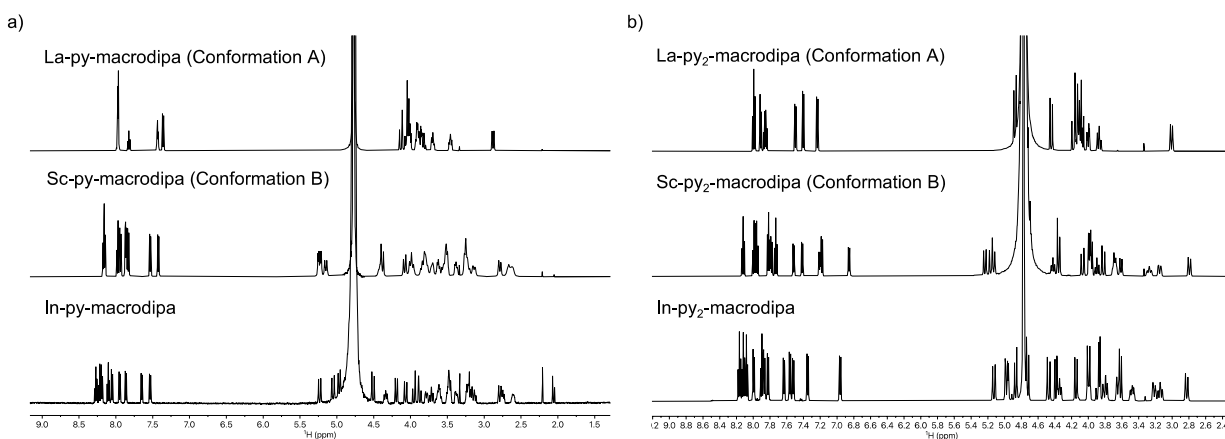 a)
La-py-macrodipa (Conformation A)
Sc-py-macrodipa (Conformation B)
In-py-macrodipa
9.0 8.5 8.0 7.5 7.0 6.5 6.0 5.5 5.0 4.5 4.0 3.5 3.0 2.5 2.0 1.5
¹H (ppm)
b)
La-py₂-macrodipa (Conformation A)
Sc-py₂-macrodipa (Conformation B)
In-py₂-macrodipa
9.2 9.0 8.8 8.6 8.4 8.2 8.0 7.8 7.6 7.4 7.2 7.0 6.8 6.6 6.4 6.2 6.0 5.8 5.6 5.4 5.2 5.0 4.8 4.6 4.4 4.2 4.0 3.8 3.6 3.4 3.2 3.0 2.8 2.6 2.4
¹H (ppm)